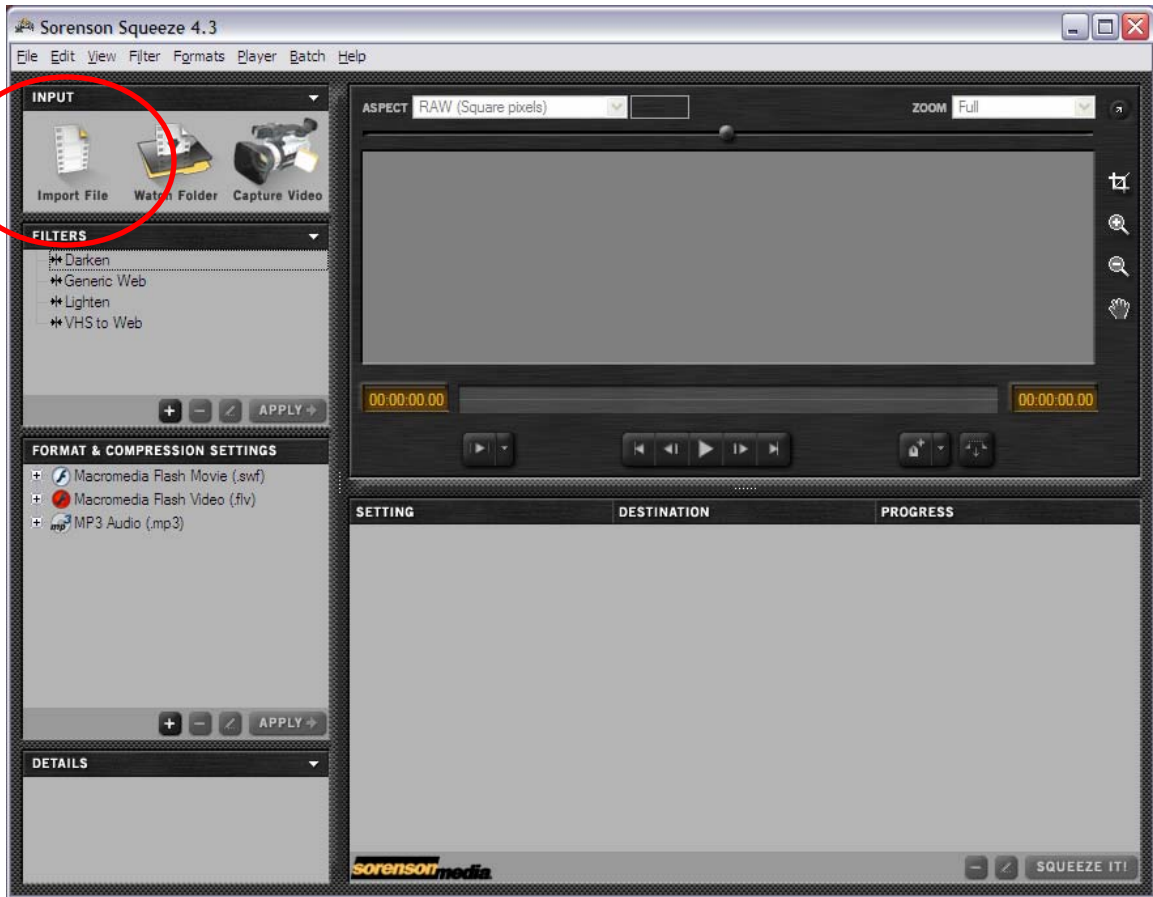 Sorenson Squeeze 4.3
File Edit View Filter Formats Player Batch Help
INPUT
Import File Watch Folder Capture Video
FILTERS
Darken
Generic Web
Lighten
VHS to Web
APPLY
FORMAT & COMPRESSION SETTINGS
Macromedia Flash Movie (.swf)
Macromedia Flash Video (.flv)
mp3 MP3 Audio (.mp3)
APPLY
DETAILS
ASPECT RAW (Square pixels) ZOOM Full
00:00:00.00 00:00:00.00
SETTING DESTINATION PROGRESS
sorensonmedia SQUEEZE IT!